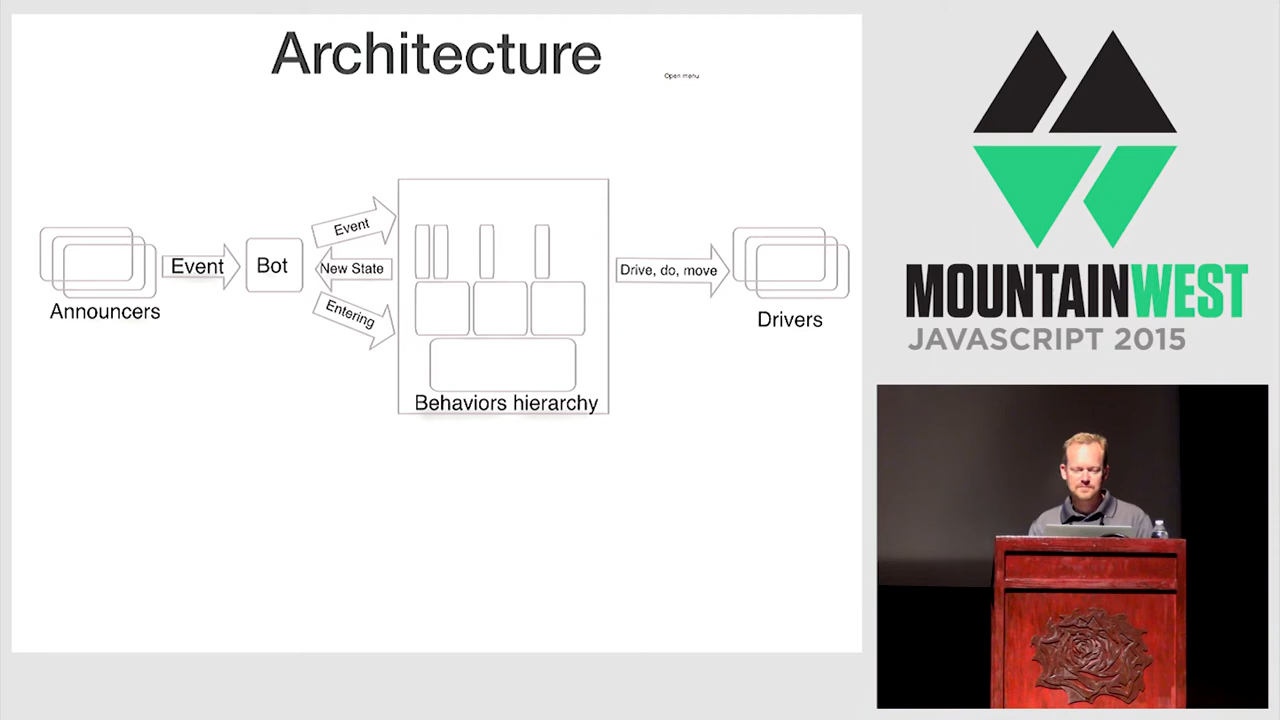 Architecture
Open menu
Event
Event
Bot
New State
Entering
Drive, do, move
Announcers
Drivers
Behaviors hierarchy
MOUNTAINWEST
JAVASCRIPT 2015